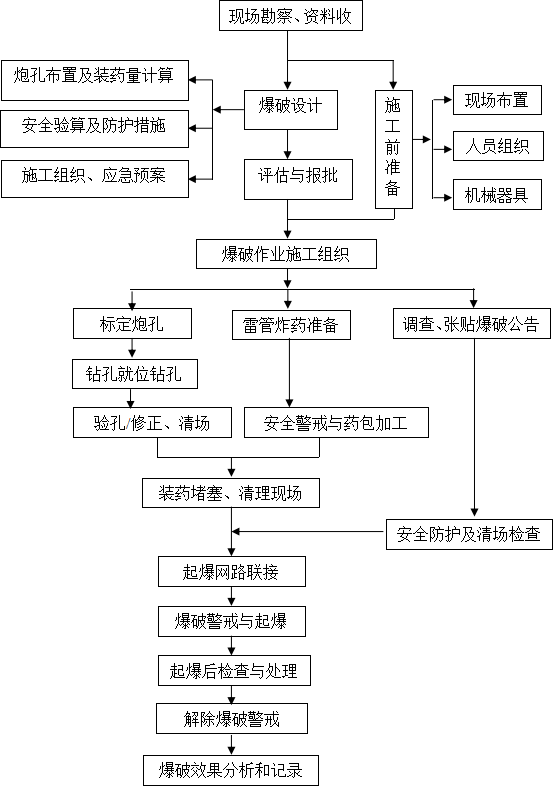 现场勘察、资料收
炮孔布置及装药量计算
安全验算及防护措施
施工组织、应急预案
爆破设计
评估与报批
施工前准备
现场布置
人员组织
机械器具
爆破作业施工组织
标定炮孔
雷管炸药准备
调查、张贴爆破公告
钻孔就位钻孔
验孔/修正、清场
安全警戒与药包加工
装药堵塞、清理现场
安全防护及清场检查
起爆网路联接
爆破警戒与起爆
起爆后检查与处理
解除爆破警戒
爆破效果分析和记录